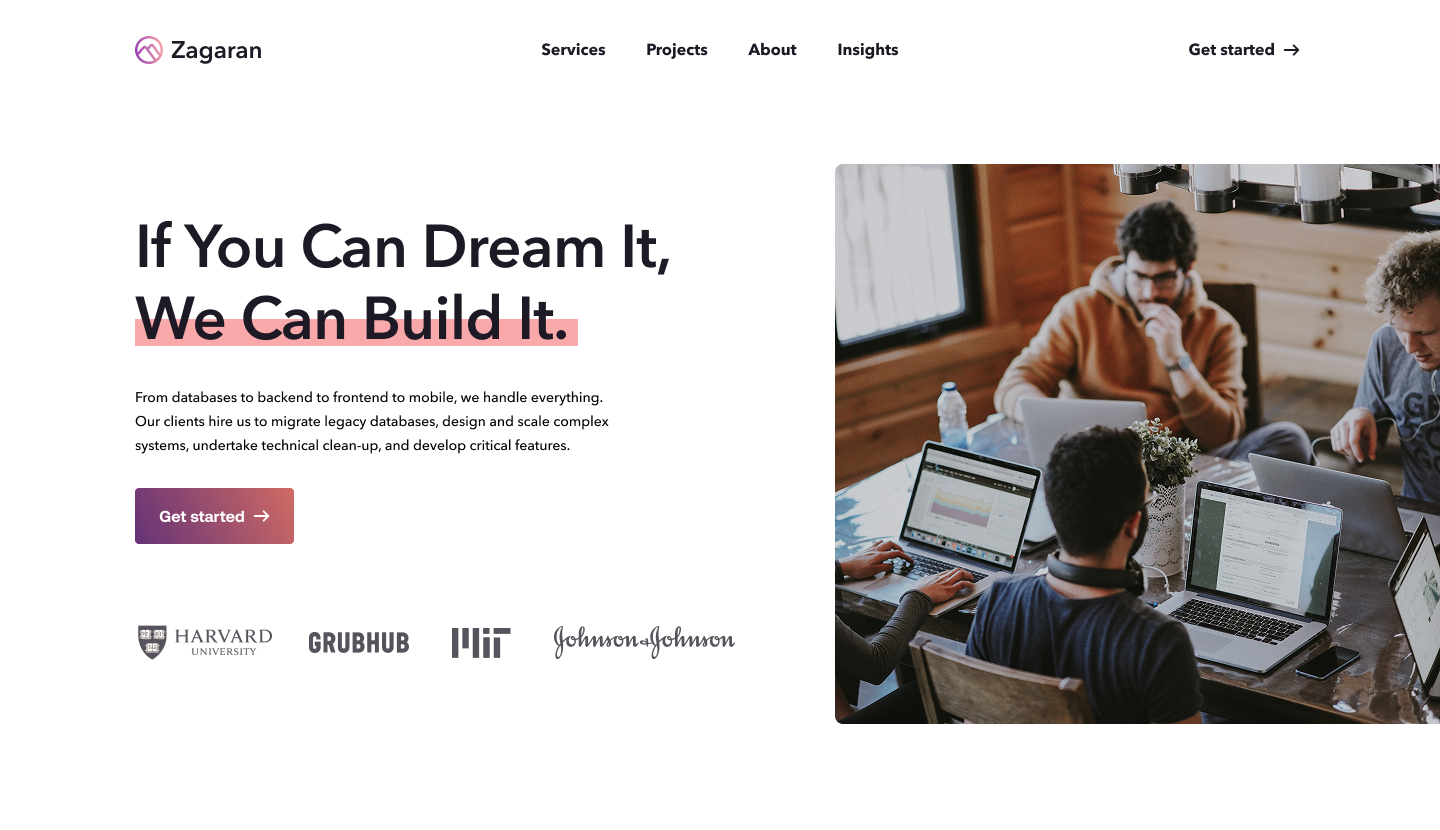 Zagaran
Services Projects About Insights
Get started
If You Can Dream It,
We Can Build It.
From databases to backend to frontend to mobile, we handle everything.
Our clients hire us to migrate legacy databases, design and scale complex
systems, undertake technical clean-up, and develop critical features.
Get started
HARVARD
UNIVERSITY
GRUBHUB
MIT
Johnson & Johnson